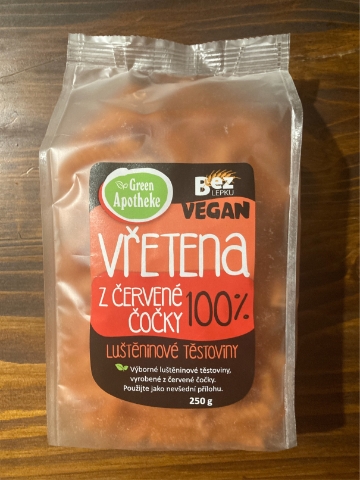 Green
Apotheke
Bez
LEPKU
VEGAN
VŘETENA
Z ČERVENÉ
ČOČKY 100%
LUŠTĚNINOVÉ TĚSTOVINY
Výborné luštěninové těstoviny,
vyrobené z červené čočky.
Použijte jako nevšední přílohu.
250 g